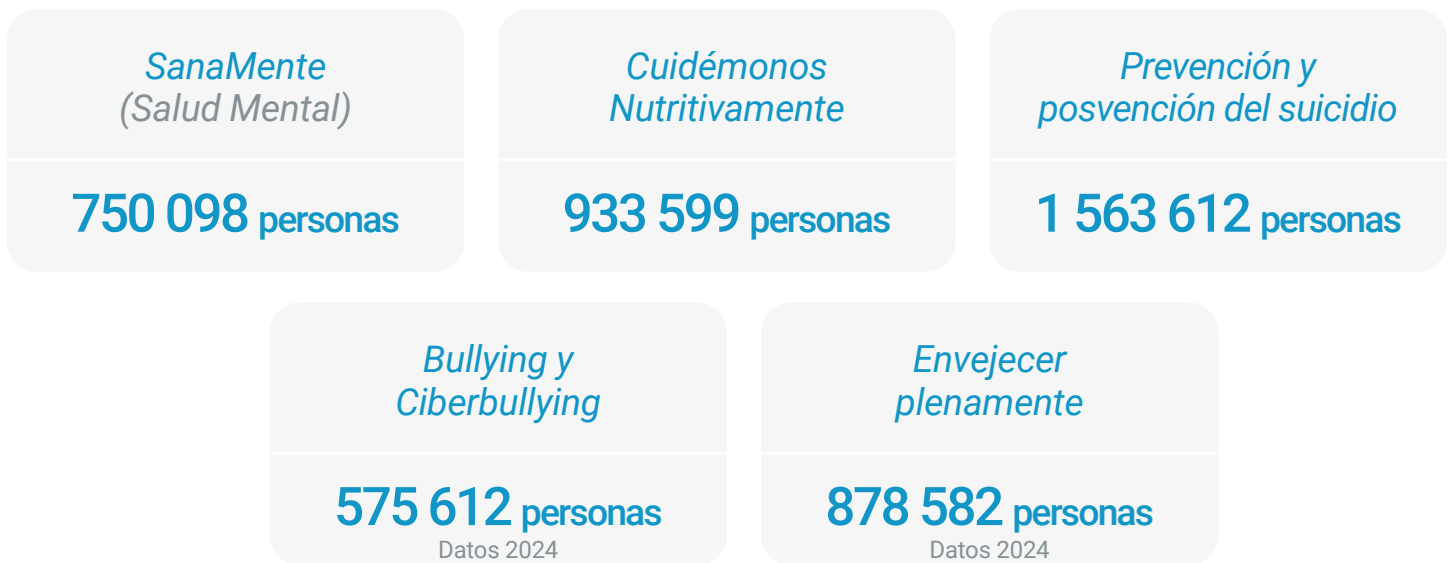 SanaMente
(Salud Mental)
750 098 personas
Cuidémonos
Nutritivamente
933 599 personas
Prevención y
posvención del suicidio
1 563 612 personas
Bullying y
Ciberbullying
575 612 personas
Datos 2024
Envejecer
plenamente
878 582 personas
Datos 2024